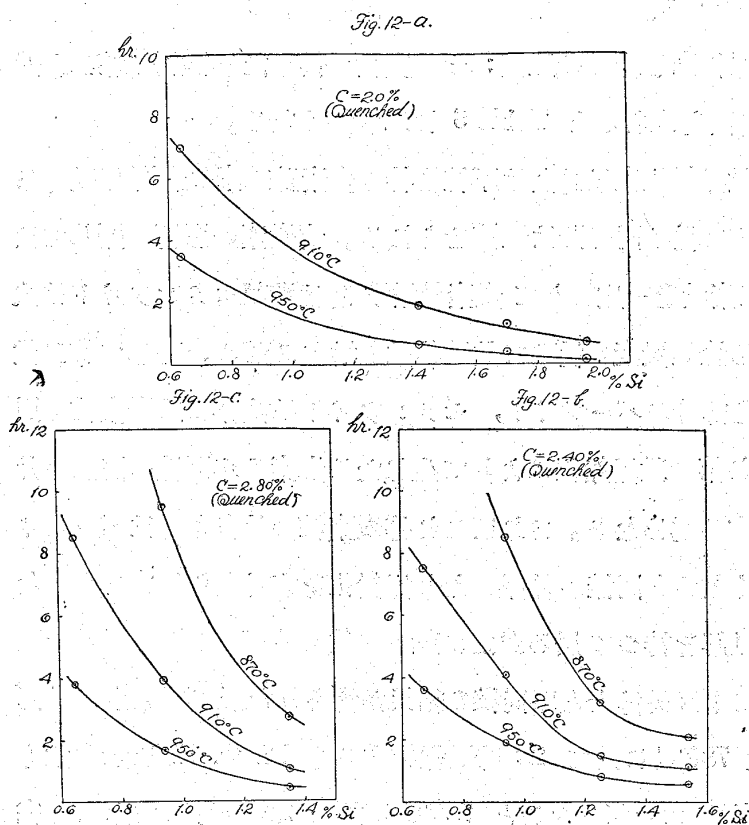 Fig. 12-a.
hr. 10
8
6
4
2
C=2.0%
(Quenched)
910°C
950°C
0.6 0.8 1.0 1.2 1.4 1.6 1.8 2.0 % Si
Fig. 12-c.
hr. 12
10
8
6
4
2
C=2.80%
(Quenched)
870°C
910°C
950°C
0.6 0.8 1.0 1.2 1.4 % Si
Fig. 12-b.
hr. 12
10
8
6
4
2
C=2.40%
(Quenched)
870°C
910°C
950°C
0.6 0.8 1.0 1.2 1.4 1.6 % Si